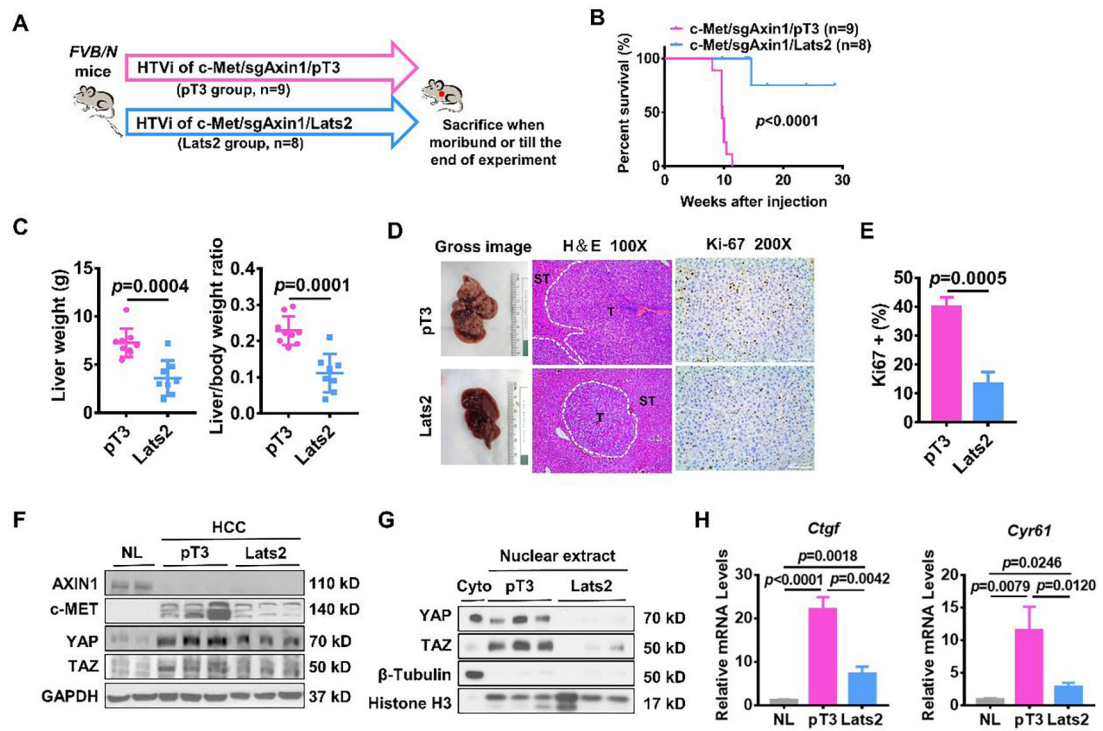 A
FVB/N
mice
HTVi of c-Met/sgAxin1/pT3
(pT3 group, n=9)
HTVi of c-Met/sgAxin1/Lats2
(Lats2 group, n=8)
Sacrifice when
moribund or till the
end of experiment
B
c-Met/sgAxin1/pT3 (n=9)
c-Met/sgAxin1/Lats2 (n=8)
Percent survival (%)
100
50
0
p<0.0001
0 10 20 30
Weeks after injection
C
Liver weight (g)
15
10
5
0
p=0.0004
pT3 Lats2
Liver/body weight ratio
0.4
0.3
0.2
0.1
0.0
p=0.0001
pT3 Lats2
D
Gross image H&E 100X Ki-67 200X
pT3
ST
T
Lats2
ST
T
E
Ki67 + (%)
50
40
30
20
10
0
p=0.0005
pT3 Lats2
F
HCC
NL pT3 Lats2
AXIN1 110 kD
c-MET 140 kD
YAP 70 kD
TAZ 50 kD
GAPDH 37 kD
G
Nuclear extract
Cyto pT3 Lats2
YAP 70 kD
TAZ 50 kD
β-Tubulin 50 kD
Histone H3 17 kD
H
Ctgf
Relative mRNA Levels
30
20
10
0
p=0.0018
p<0.0001 p=0.0042
NL pT3 Lats2
Cyr61
Relative mRNA Levels
20
15
10
5
0
p=0.0246
p=0.0079 p=0.0120
NL pT3 Lats2